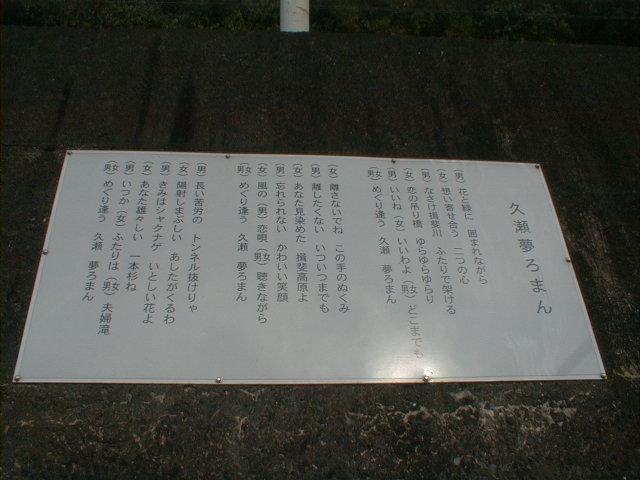 久瀬夢ろまん
（男）花と緑に　囲まれながら
（女）想い寄せ合う　二つの心
（男）なさけ揖斐川　ふたりで架ける
（女）恋の吊り橋　ゆらゆらゆらり
（男）いいね（女）いいわよ（男女）どこまでも
（男女）めぐり逢う　久瀬　夢ろまん
（女）離さないでね　この手のぬくみ
（男）離したくない　いついつまでも
（女）あなた見染めた　揖斐高原よ
（男）忘れられない　かわいい笑顔
（女）風の（男）恋唄（男女）聴きながら
（男女）めぐり逢う　久瀬　夢ろまん
（男）長い苦労の　トンネル抜けりゃ
（女）陽射しまぶしい　あしたがくるわ
（男）きみはシャクナゲ　いとしい花よ
（女）あなた雄々しい　一本杉ね
（男）いつか（女）ふたりは（男女）夫婦滝
（男女）めぐり逢う　久瀬　夢ろまん